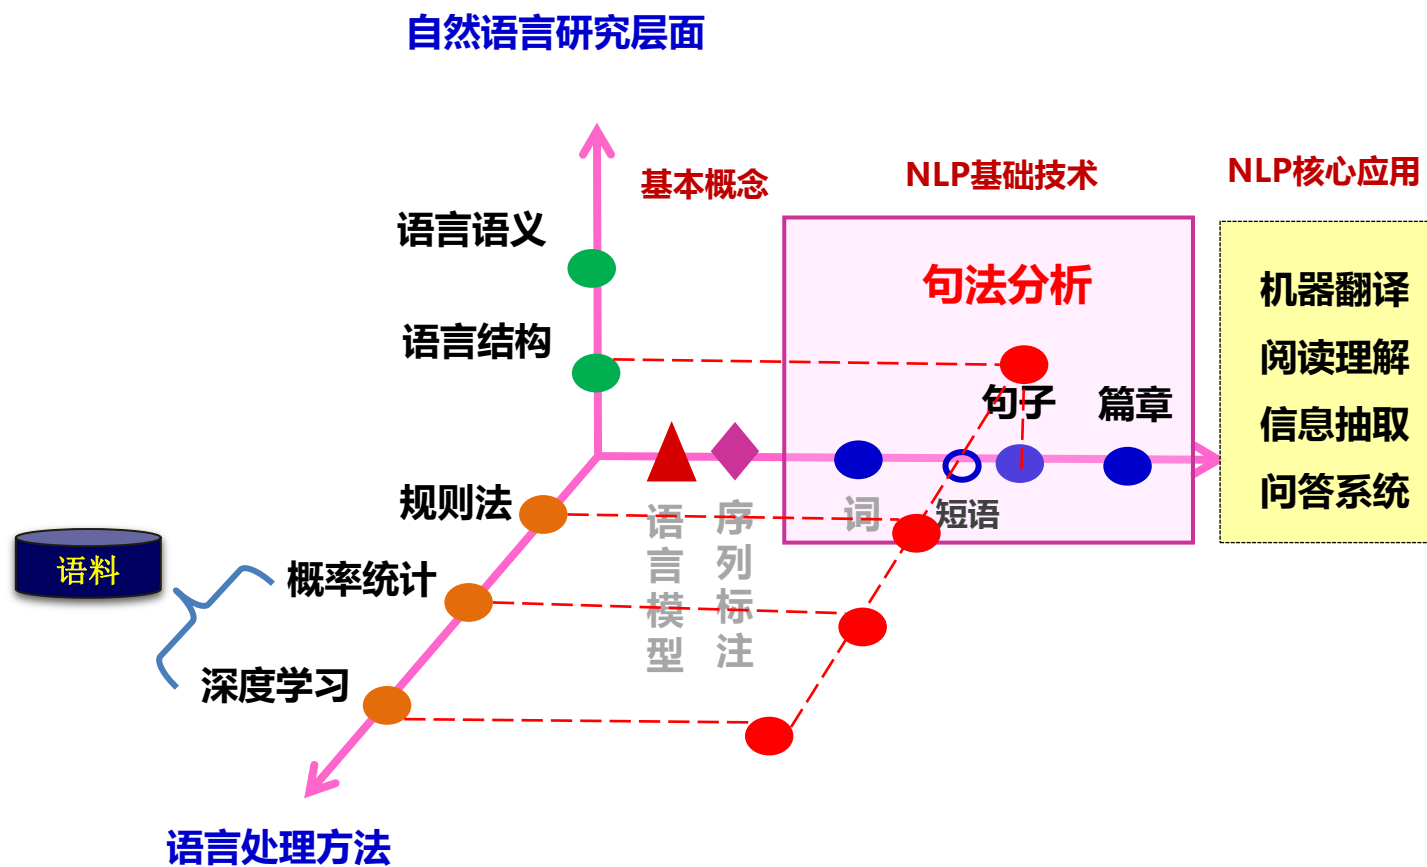 自然语言研究层面
基本概念
NLP基础技术
NLP核心应用
语言语义
句法分析
机器翻译
语言结构
阅读理解
句子
篇章
信息抽取
规则法
语言模型
序列标注
词
短语
问答系统
语料
概率统计
深度学习
语言处理方法